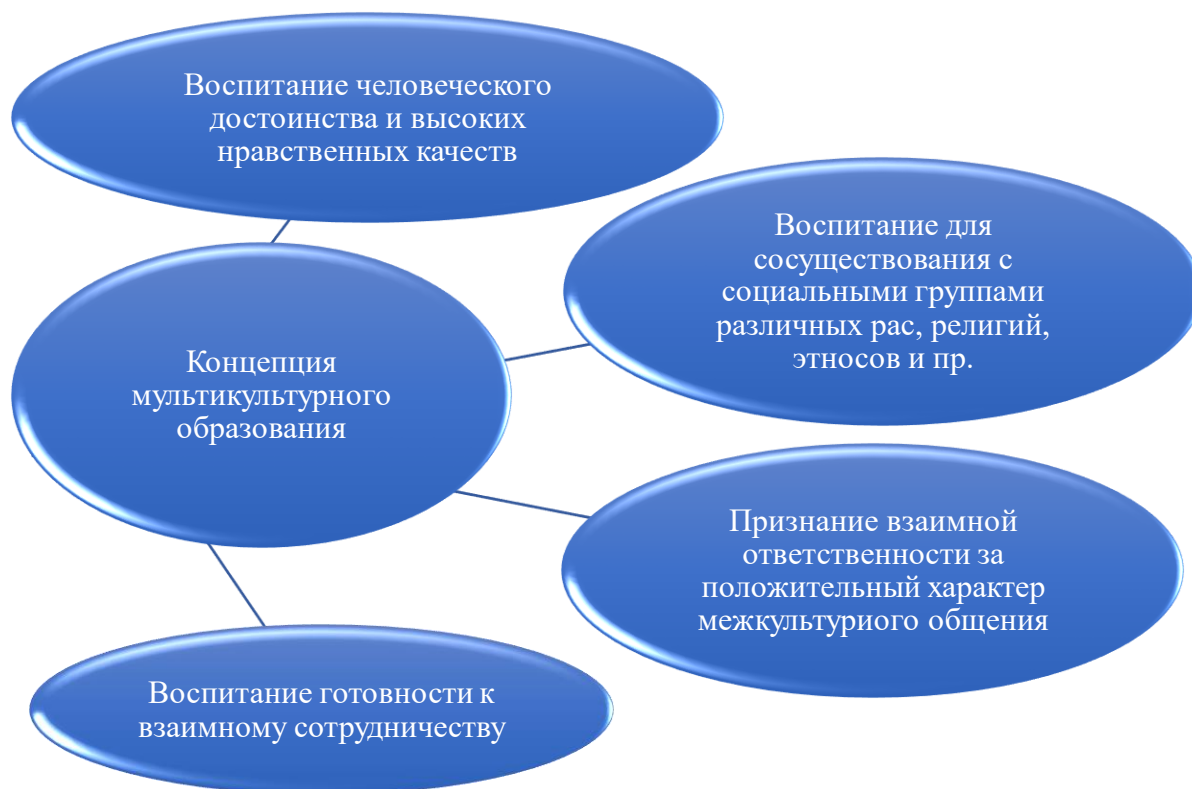 Воспитание человеческого
достоинства и высоких
нравственных качеств
Воспитание для
сосуществования с
социальными группами
различных рас, религий,
этносов и пр.
Концепция
мультикультурного
образования
Признание взаимной
ответственности за
положительный характер
межкультуриого общения
Воспитание готовности к
взаимному сотрудничеству